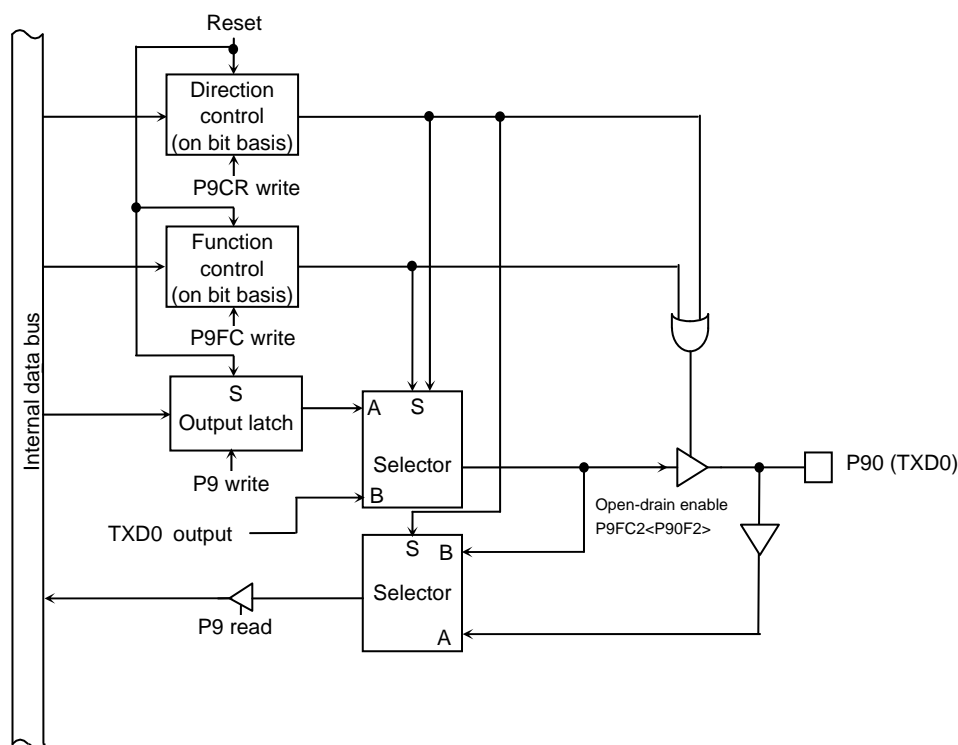 Reset
Direction
control
(on bit basis)
P9CR write
Function
control
(on bit basis)
P9FC write
Internal data bus
S
Output latch
P9 write
A
S
Selector
B
TXD0 output
P90 (TXD0)
Open-drain enable
P9FC2<P90F2>
S
B
Selector
A
P9 read